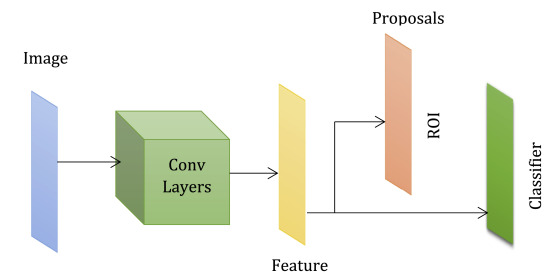 Proposals
Image
ROI
Conv
Layers
Classifier
Feature